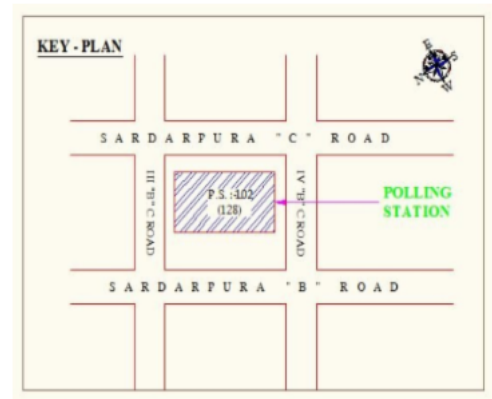 KEY - PLAN
E
S
N
W
SARDARPURA "C" ROAD
III "B" C ROAD
P.S. :-102
(128)
IV "B" C ROAD
POLLING
STATION
SARDARPURA "B" ROAD